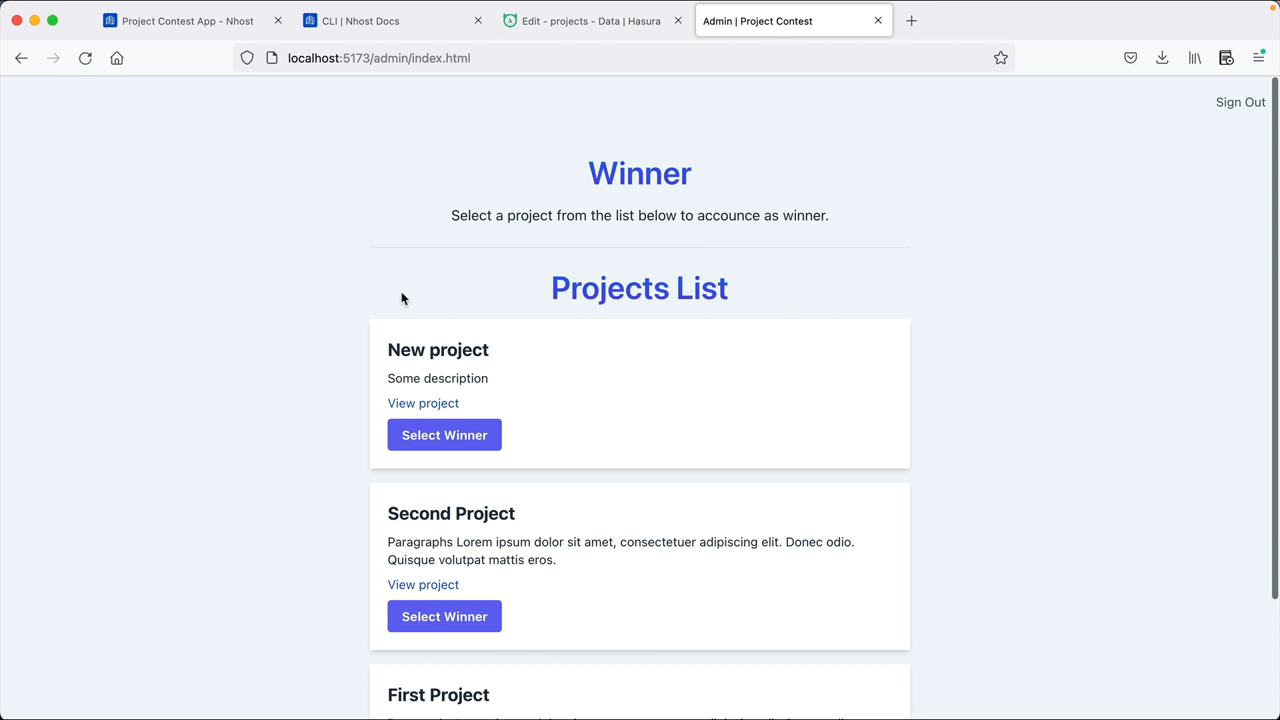 Project Contest App - Nhost
CLI | Nhost Docs
Edit - projects - Data | Hasura
Admin | Project Contest
localhost:5173/admin/index.html
Sign Out
Winner
Select a project from the list below to accounce as winner.
Projects List
New project
Some description
View project
Select Winner
Second Project
Paragraphs Lorem ipsum dolor sit amet, consectetuer adipiscing elit. Donec odio.
Quisque volutpat mattis eros.
View project
Select Winner
First Project